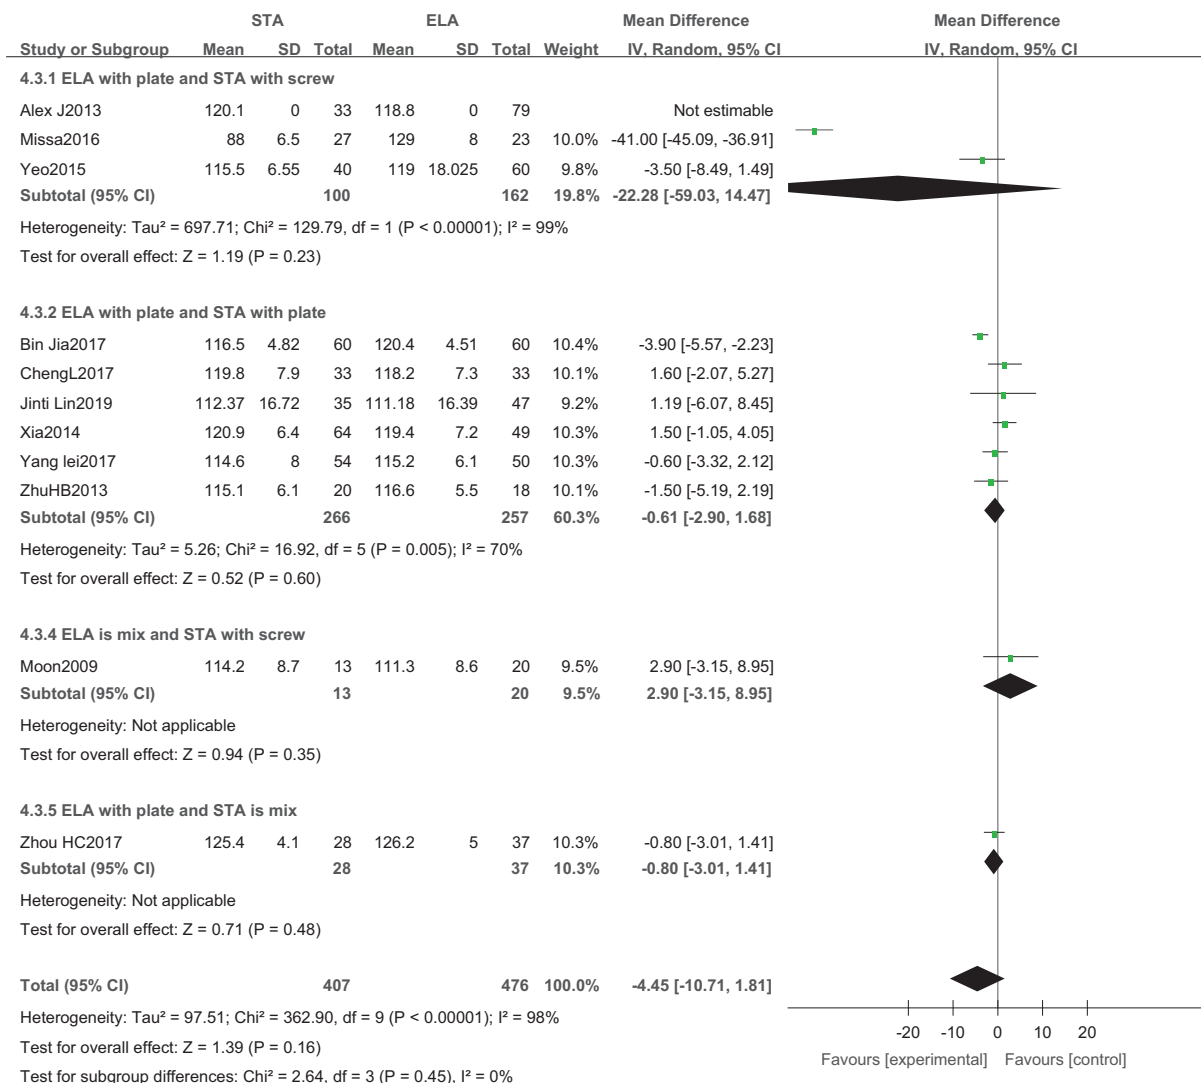 STA ELA Mean Difference Mean Difference
Study or Subgroup Mean SD Total Mean SD Total Weight IV, Random, 95% CI IV, Random, 95% CI
4.3.1 ELA with plate and STA with screw
Alex J2013 120.1 0 33 118.8 0 79 Not estimable
Missa2016 88 6.5 27 129 8 23 10.0% -41.00 [-45.09, -36.91]
Yeo2015 115.5 6.55 40 119 18.025 60 9.8% -3.50 [-8.49, 1.49]
Subtotal (95% CI) 100 162 19.8% -22.28 [-59.03, 14.47]
Heterogeneity: Tau² = 697.71; Chi² = 129.79, df = 1 (P < 0.00001); I² = 99%
Test for overall effect: Z = 1.19 (P = 0.23)
4.3.2 ELA with plate and STA with plate
Bin Jia2017 116.5 4.82 60 120.4 4.51 60 10.4% -3.90 [-5.57, -2.23]
ChengL2017 119.8 7.9 33 118.2 7.3 33 10.1% 1.60 [-2.07, 5.27]
Jinti Lin2019 112.37 16.72 35 111.18 16.39 47 9.2% 1.19 [-6.07, 8.45]
Xia2014 120.9 6.4 64 119.4 7.2 49 10.3% 1.50 [-1.05, 4.05]
Yang lei2017 114.6 8 54 115.2 6.1 50 10.3% -0.60 [-3.32, 2.12]
ZhuHB2013 115.1 6.1 20 116.6 5.5 18 10.1% -1.50 [-5.19, 2.19]
Subtotal (95% CI) 266 257 60.3% -0.61 [-2.90, 1.68]
Heterogeneity: Tau² = 5.26; Chi² = 16.92, df = 5 (P = 0.005); I² = 70%
Test for overall effect: Z = 0.52 (P = 0.60)
4.3.4 ELA is mix and STA with screw
Moon2009 114.2 8.7 13 111.3 8.6 20 9.5% 2.90 [-3.15, 8.95]
Subtotal (95% CI) 13 20 9.5% 2.90 [-3.15, 8.95]
Heterogeneity: Not applicable
Test for overall effect: Z = 0.94 (P = 0.35)
4.3.5 ELA with plate and STA is mix
Zhou HC2017 125.4 4.1 28 126.2 5 37 10.3% -0.80 [-3.01, 1.41]
Subtotal (95% CI) 28 37 10.3% -0.80 [-3.01, 1.41]
Heterogeneity: Not applicable
Test for overall effect: Z = 0.71 (P = 0.48)
Total (95% CI) 407 476 100.0% -4.45 [-10.71, 1.81]
Heterogeneity: Tau² = 97.51; Chi² = 362.90, df = 9 (P < 0.00001); I² = 98%
Test for overall effect: Z = 1.39 (P = 0.16)
Test for subgroup differences: Chi² = 2.64, df = 3 (P = 0.45), I² = 0%
-20 -10 0 10 20
Favours [experimental] Favours [control]